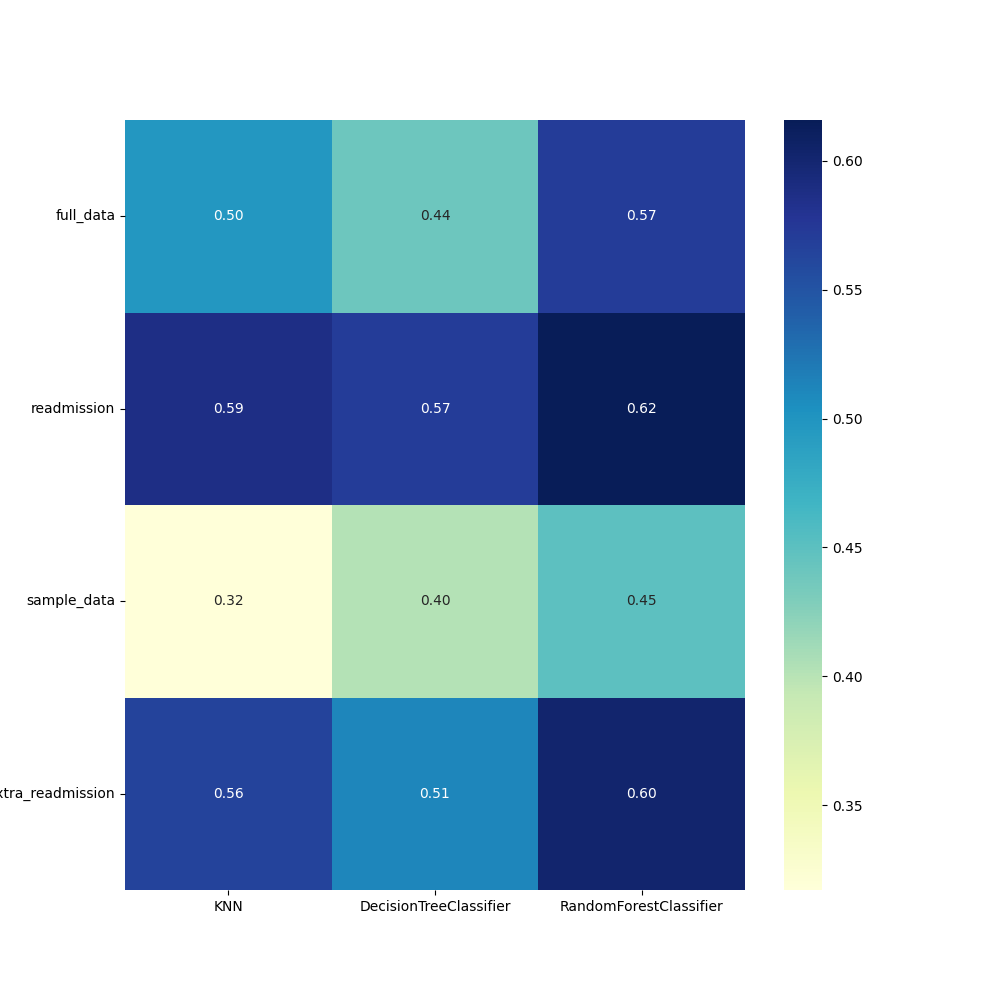 full_data 0.50 0.44 0.57
readmission 0.59 0.57 0.62
sample_data 0.32 0.40 0.45
xtra_readmission 0.56 0.51 0.60
KNN DecisionTreeClassifier RandomForestClassifier
0.60
0.55
0.50
0.45
0.40
0.35